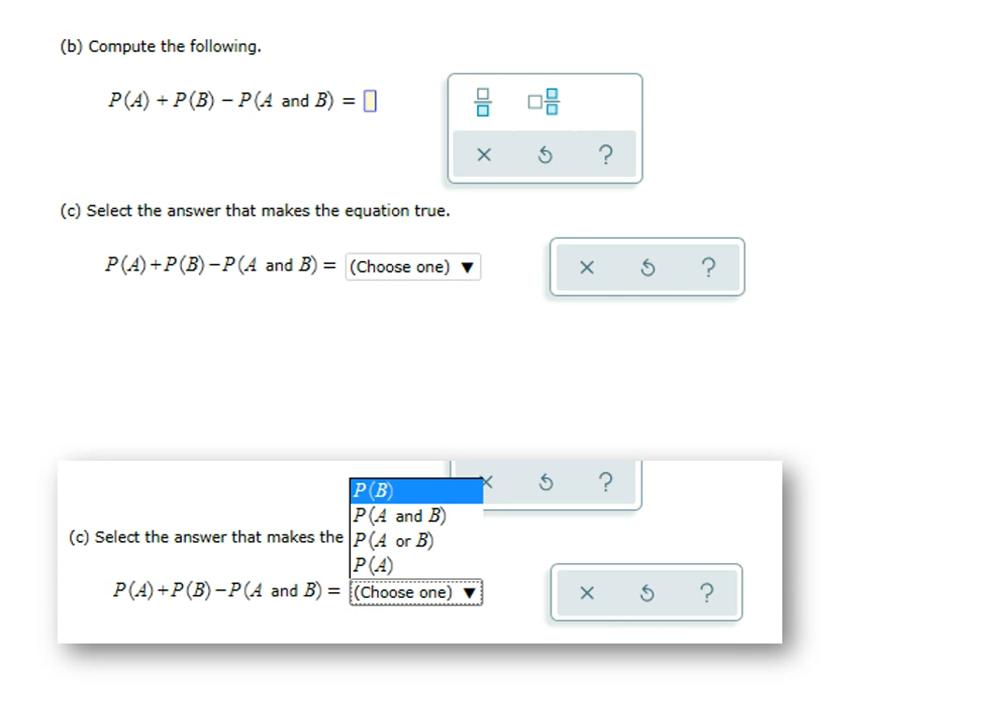 (b) Compute the following.
P(A) + P(B) − P(A and B) =
(c) Select the answer that makes the equation true.
P(A)+P(B)−P(A and B) = (Choose one) ▼
?
?
?
P(B)
P(A and B)
(c) Select the answer that makes the
P(A or B)
P(A)
P(A)+P(B)−P(A and B) = (Choose one) ▼
?